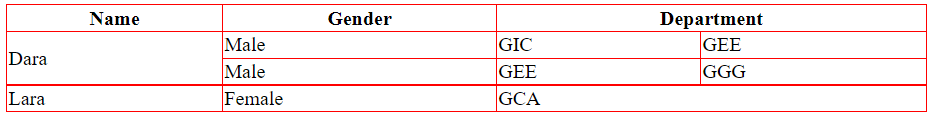 Name Gender Department
Dara Male GIC GEE
Male GEE GGG
Lara Female GCA